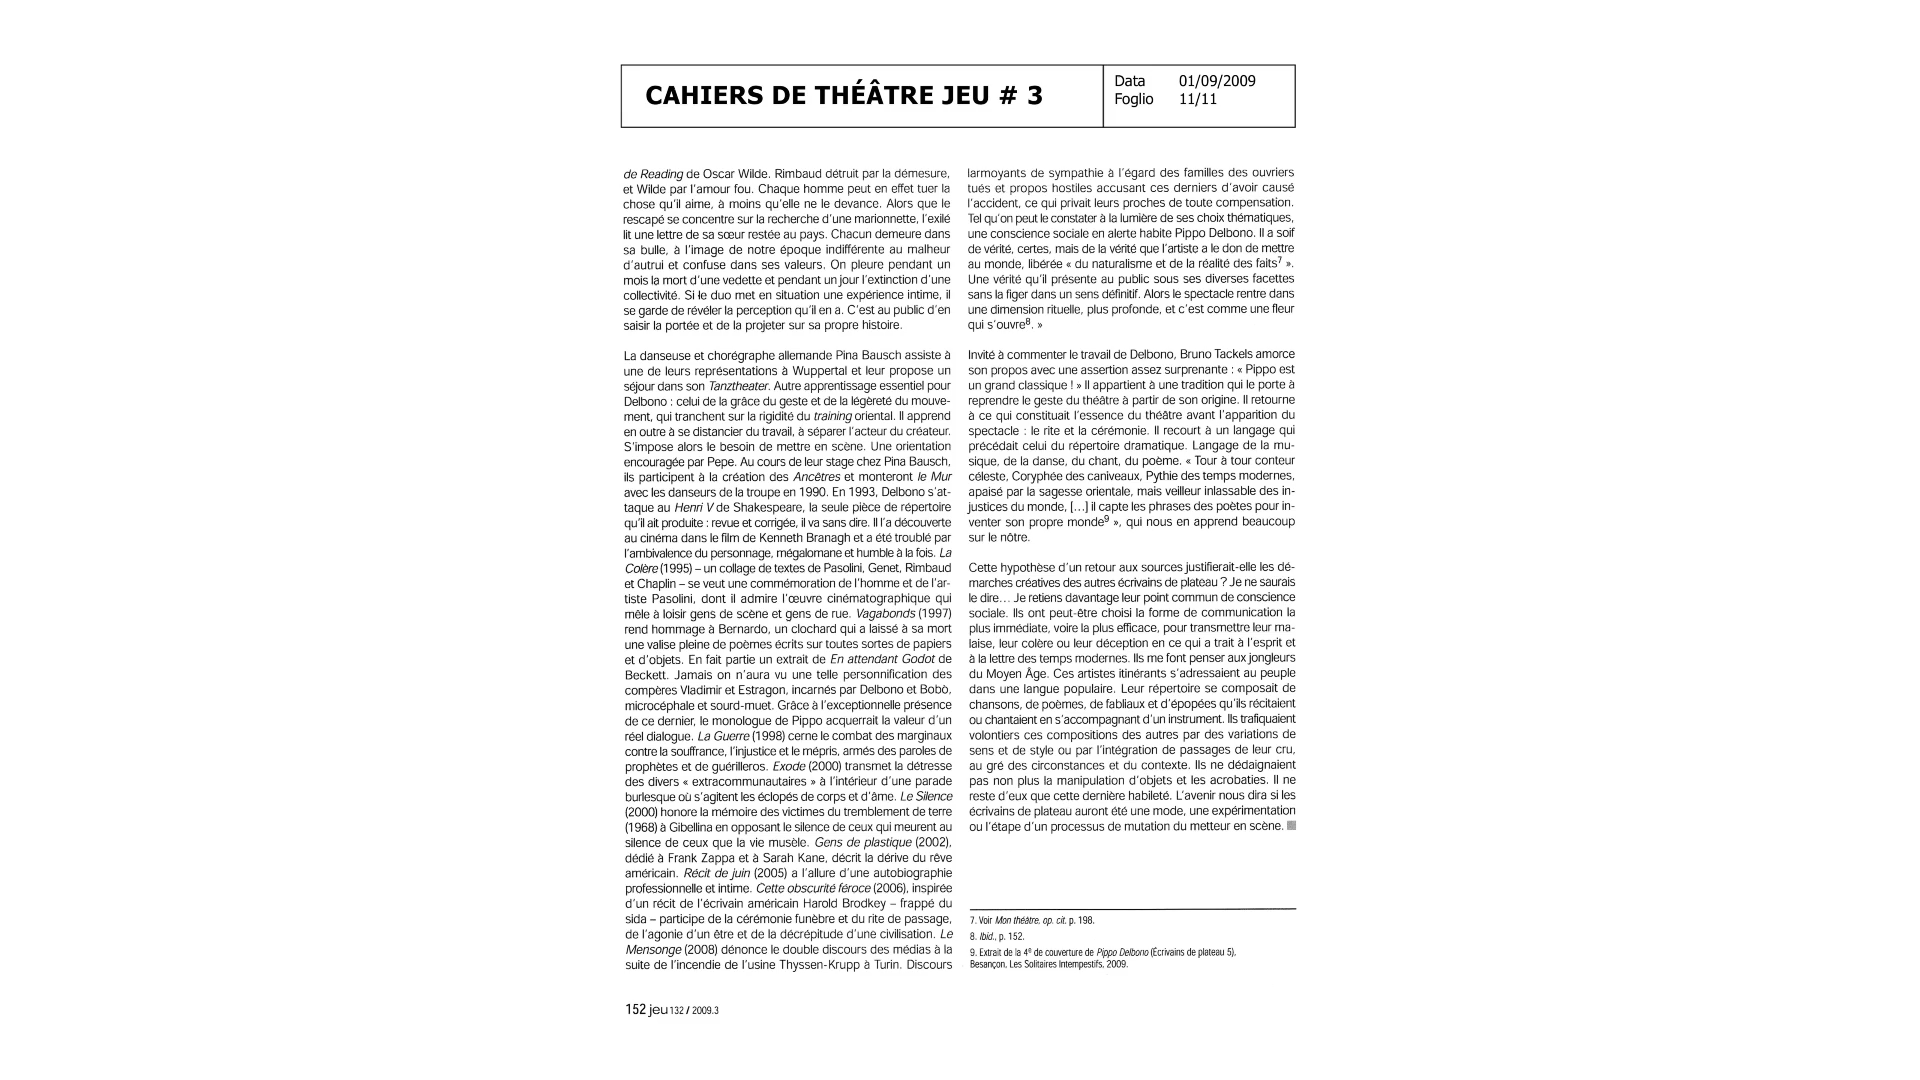 CAHIERS DE THÉÂTRE JEU # 3
Data 01/09/2009
Foglio 11/11
de Reading de Oscar Wilde. Rimbaud détruit par la démesure,
et Wilde par l'amour fou. Chaque homme peut en effet tuer la
chose qu'il aime, à moins qu'elle ne le devance. Alors que le
rescapé se concentre sur la recherche d'une marionnette, l'exilé
lit une lettre de sa sœur restée au pays. Chacun demeure dans
sa bulle, à l'image de notre époque indifférente au malheur
d'autrui et confuse dans ses valeurs. On pleure pendant un
mois la mort d'une vedette et pendant un jour l'extinction d'une
collectivité. Si le duo met en situation une expérience intime, il
se garde de révéler la perception qu'il en a. C'est au public d'en
saisir la portée et de la projeter sur sa propre histoire.
La danseuse et chorégraphe allemande Pina Bausch assiste à
une de leurs représentations à Wuppertal et leur propose un
séjour dans son Tanztheater. Autre apprentissage essentiel pour
Delbono : celui de la grâce du geste et de la légèreté du mouve-
ment, qui tranchent sur la rigidité du training oriental. Il apprend
en outre à se distancier du travail, à séparer l'acteur du créateur.
S'impose alors le besoin de mettre en scène. Une orientation
encouragée par Pepe. Au cours de leur stage chez Pina Bausch,
ils participent à la création des Ancêtres et monteront le Mur
avec les danseurs de la troupe en 1990. En 1993, Delbono s'at-
taque au Henri V de Shakespeare, la seule pièce de répertoire
qu'il ait produite : revue et corrigée, il va sans dire. Il l'a découverte
au cinéma dans le film de Kenneth Branagh et a été troublé par
l'ambivalence du personnage, mégalomane et humble à la fois. La
Colère (1995) – un collage de textes de Pasolini, Genet, Rimbaud
et Chaplin – se veut une commémoration de l'homme et de l'ar-
tiste Pasolini, dont il admire l'œuvre cinématographique qui
mêle à loisir gens de scène et gens de rue. Vagabonds (1997)
rend hommage à Bernardo, un clochard qui a laissé à sa mort
une valise pleine de poèmes écrits sur toutes sortes de papiers
et d'objets. En fait partie un extrait de En attendant Godot de
Beckett. Jamais on n'aura vu une telle personnification des
compères Vladimir et Estragon, incarnés par Delbono et Bobò,
microcéphale et sourd-muet. Grâce à l'exceptionnelle présence
de ce dernier, le monologue de Pippo acquerrait la valeur d'un
réel dialogue. La Guerre (1998) cerne le combat des marginaux
contre la souffrance, l'injustice et le mépris, armés des paroles de
prophètes et de guérilleros. Exode (2000) transmet la détresse
des divers « extracommunautaires » à l'intérieur d'une parade
burlesque où s'agitent les éclopés de corps et d'âme. Le Silence
(2000) honore la mémoire des victimes du tremblement de terre
(1968) à Gibellina en opposant le silence de ceux qui meurent au
silence de ceux que la vie musèle. Gens de plastique (2002),
dédié à Frank Zappa et à Sarah Kane, décrit la dérive du rêve
américain. Récit de juin (2005) a l'allure d'une autobiographie
professionnelle et intime. Cette obscurité féroce (2006), inspirée
d'un récit de l'écrivain américain Harold Brodkey – frappé du
sida – participe de la cérémonie funèbre et du rite de passage,
de l'agonie d'un être et de la décrépitude d'une civilisation. Le
Mensonge (2008) dénonce le double discours des médias à la
suite de l'incendie de l'usine Thyssen-Krupp à Turin. Discours
larmoyants de sympathie à l'égard des familles des ouvriers
tués et propos hostiles accusant ces derniers d'avoir causé
l'accident, ce qui privait leurs proches de toute compensation.
Tel qu'on peut le constater à la lumière de ses choix thématiques,
une conscience sociale en alerte habite Pippo Delbono. Il a soif
de vérité, certes, mais de la vérité que l'artiste a le don de mettre
au monde, libérée « du naturalisme et de la réalité des faits7 ».
Une vérité qu'il présente au public sous ses diverses facettes
sans la figer dans un sens définitif. Alors le spectacle rentre dans
une dimension rituelle, plus profonde, et c'est comme une fleur
qui s'ouvre8. »
Invité à commenter le travail de Delbono, Bruno Tackels amorce
son propos avec une assertion assez surprenante : « Pippo est
un grand classique ! » Il appartient à une tradition qui le porte à
reprendre le geste du théâtre à partir de son origine. Il retourne
à ce qui constituait l'essence du théâtre avant l'apparition du
spectacle : le rite et la cérémonie. Il recourt à un langage qui
précédait celui du répertoire dramatique. Langage de la mu-
sique, de la danse, du chant, du poème. « Tour à tour conteur
céleste, Coryphée des caniveaux, Pythie des temps modernes,
apaisé par la sagesse orientale, mais veilleur inlassable des in-
justices du monde, [...] il capte les phrases des poètes pour in-
venter son propre monde9 », qui nous en apprend beaucoup
sur le nôtre.
Cette hypothèse d'un retour aux sources justifierait-elle les dé-
marches créatives des autres écrivains de plateau ? Je ne saurais
le dire... Je retiens davantage leur point commun de conscience
sociale. Ils ont peut-être choisi la forme de communication la
plus immédiate, voire la plus efficace, pour transmettre leur ma-
laise, leur colère ou leur déception en ce qui a trait à l'esprit et
à la lettre des temps modernes. Ils me font penser aux jongleurs
du Moyen Âge. Ces artistes itinérants s'adressaient au peuple
dans une langue populaire. Leur répertoire se composait de
chansons, de poèmes, de fabliaux et d'épopées qu'ils récitaient
ou chantaient en s'accompagnant d'un instrument. Ils trafiquaient
volontiers ces compositions des autres par des variations de
sens et de style ou par l'intégration de passages de leur cru,
au gré des circonstances et du contexte. Ils ne dédaignaient
pas non plus la manipulation d'objets et les acrobaties. Il ne
reste d'eux que cette dernière habileté. L'avenir nous dira si les
écrivains de plateau auront été une mode, une expérimentation
ou l'étape d'un processus de mutation du metteur en scène.
7. Voir Mon théâtre, op. cit. p. 198.
8. Ibid., p. 152.
9. Extrait de la 4e de couverture de Pippo Delbono (Écrivains de plateau 5),
Besançon, Les Solitaires Intempestifs, 2009.
152 jeu 132 / 2009.3